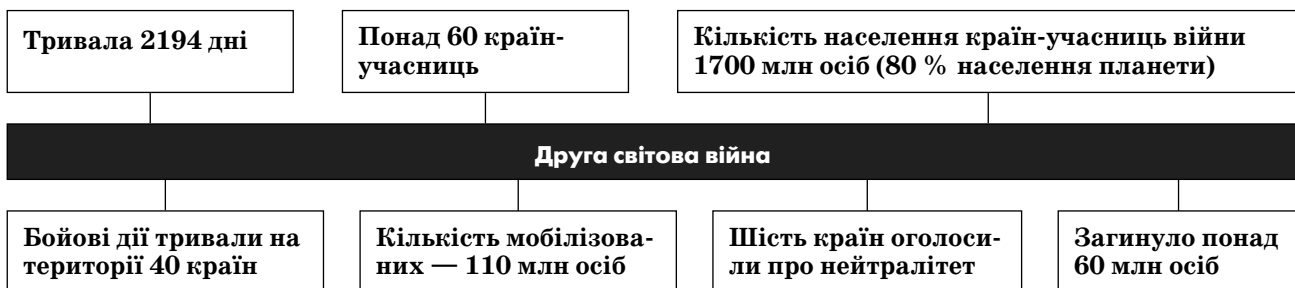 Тривала 2194 дні
Понад 60 країн-
учасниць
Кількість населення країн-учасниць війни
1700 млн осіб (80 % населення планети)
Друга світова війна
Бойові дії тривали на
території 40 країн
Кількість мобілізова-
них — 110 млн осіб
Шість країн оголоси-
ли про нейтралітет
Загинуло понад
60 млн осіб